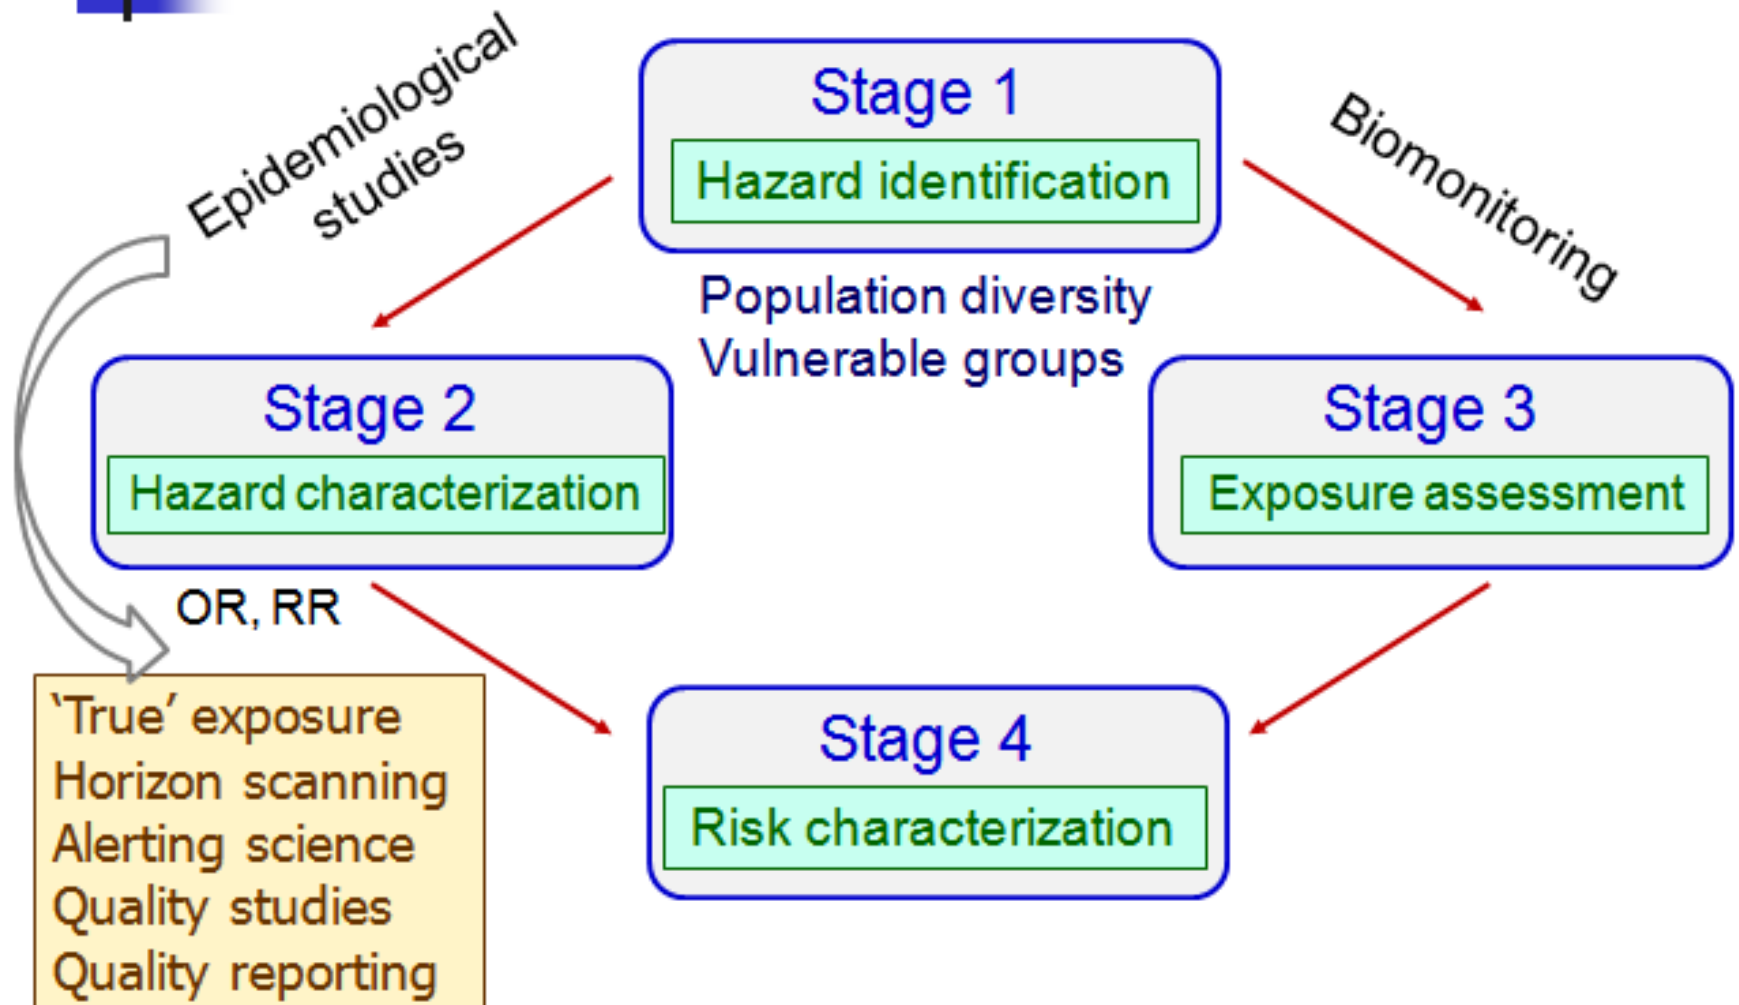 Epidemiological
studies
Stage 1
Hazard identification
Biomonitoring
Population diversity
Vulnerable groups
Stage 2
Hazard characterization
Stage 3
Exposure assessment
OR, RR
‘True’ exposure
Horizon scanning
Alerting science
Quality studies
Quality reporting
Stage 4
Risk characterization